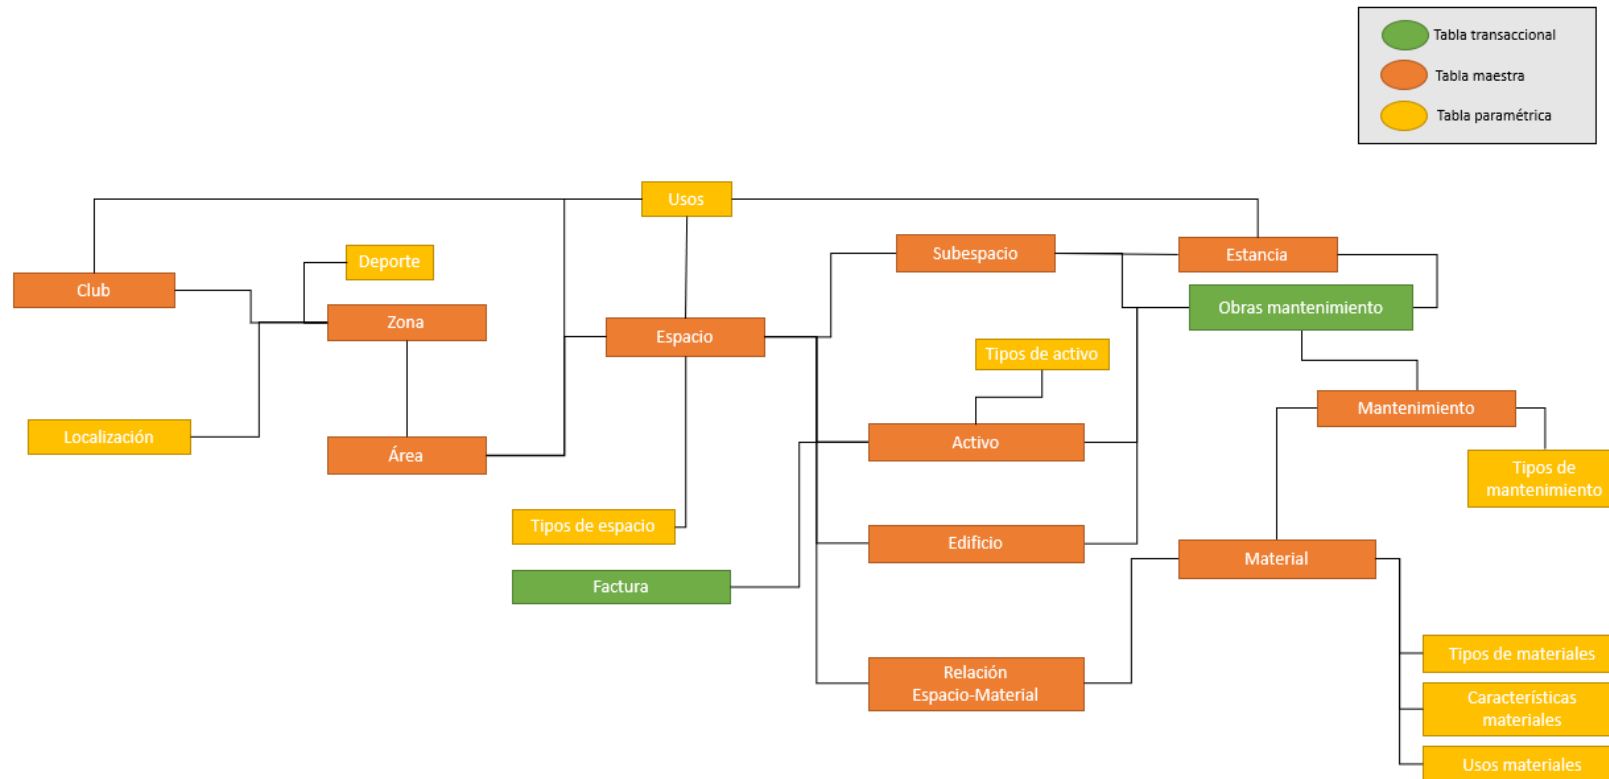 Tabla transaccional
Tabla maestra
Tabla paramétrica
Usos
Deporte
Subespacio
Estancia
Club
Zona
Obras mantenimiento
Espacio
Tipos de activo
Mantenimiento
Localización
Área
Activo
Tipos de
mantenimiento
Tipos de espacio
Edificio
Material
Factura
Tipos de materiales
Relación
Espacio-Material
Característícas
materiales
Usos materiales